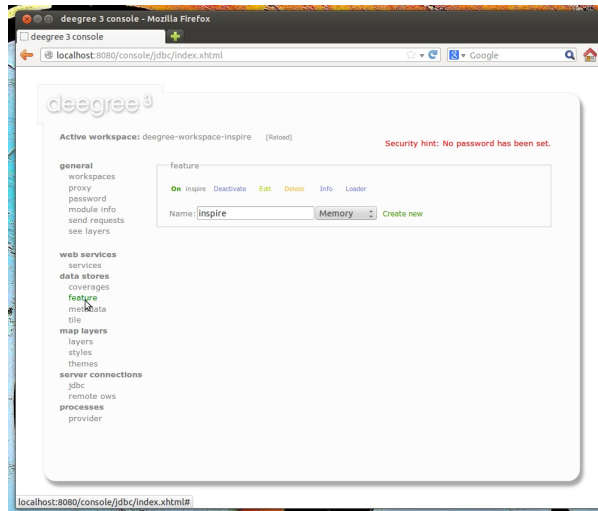 deegree 3 console - Mozilla Firefox
deegree 3 console
localhost:8080/console/jdbc/index.xhtml
Google
deegree 3
Active workspace: deegree-workspace-inspire [Reload]
Security hint: No password has been set.
general
workspaces
proxy
password
module info
send requests
see layers
web services
services
data stores
coverages
feature
metadata
tile
map layers
layers
styles
themes
server connections
jdbc
remote ows
processes
provider
feature
On inspire Deactivate Edit Delete Info Loader
Name: inspire Memory Create new
localhost:8080/console/jdbc/index.xhtml#